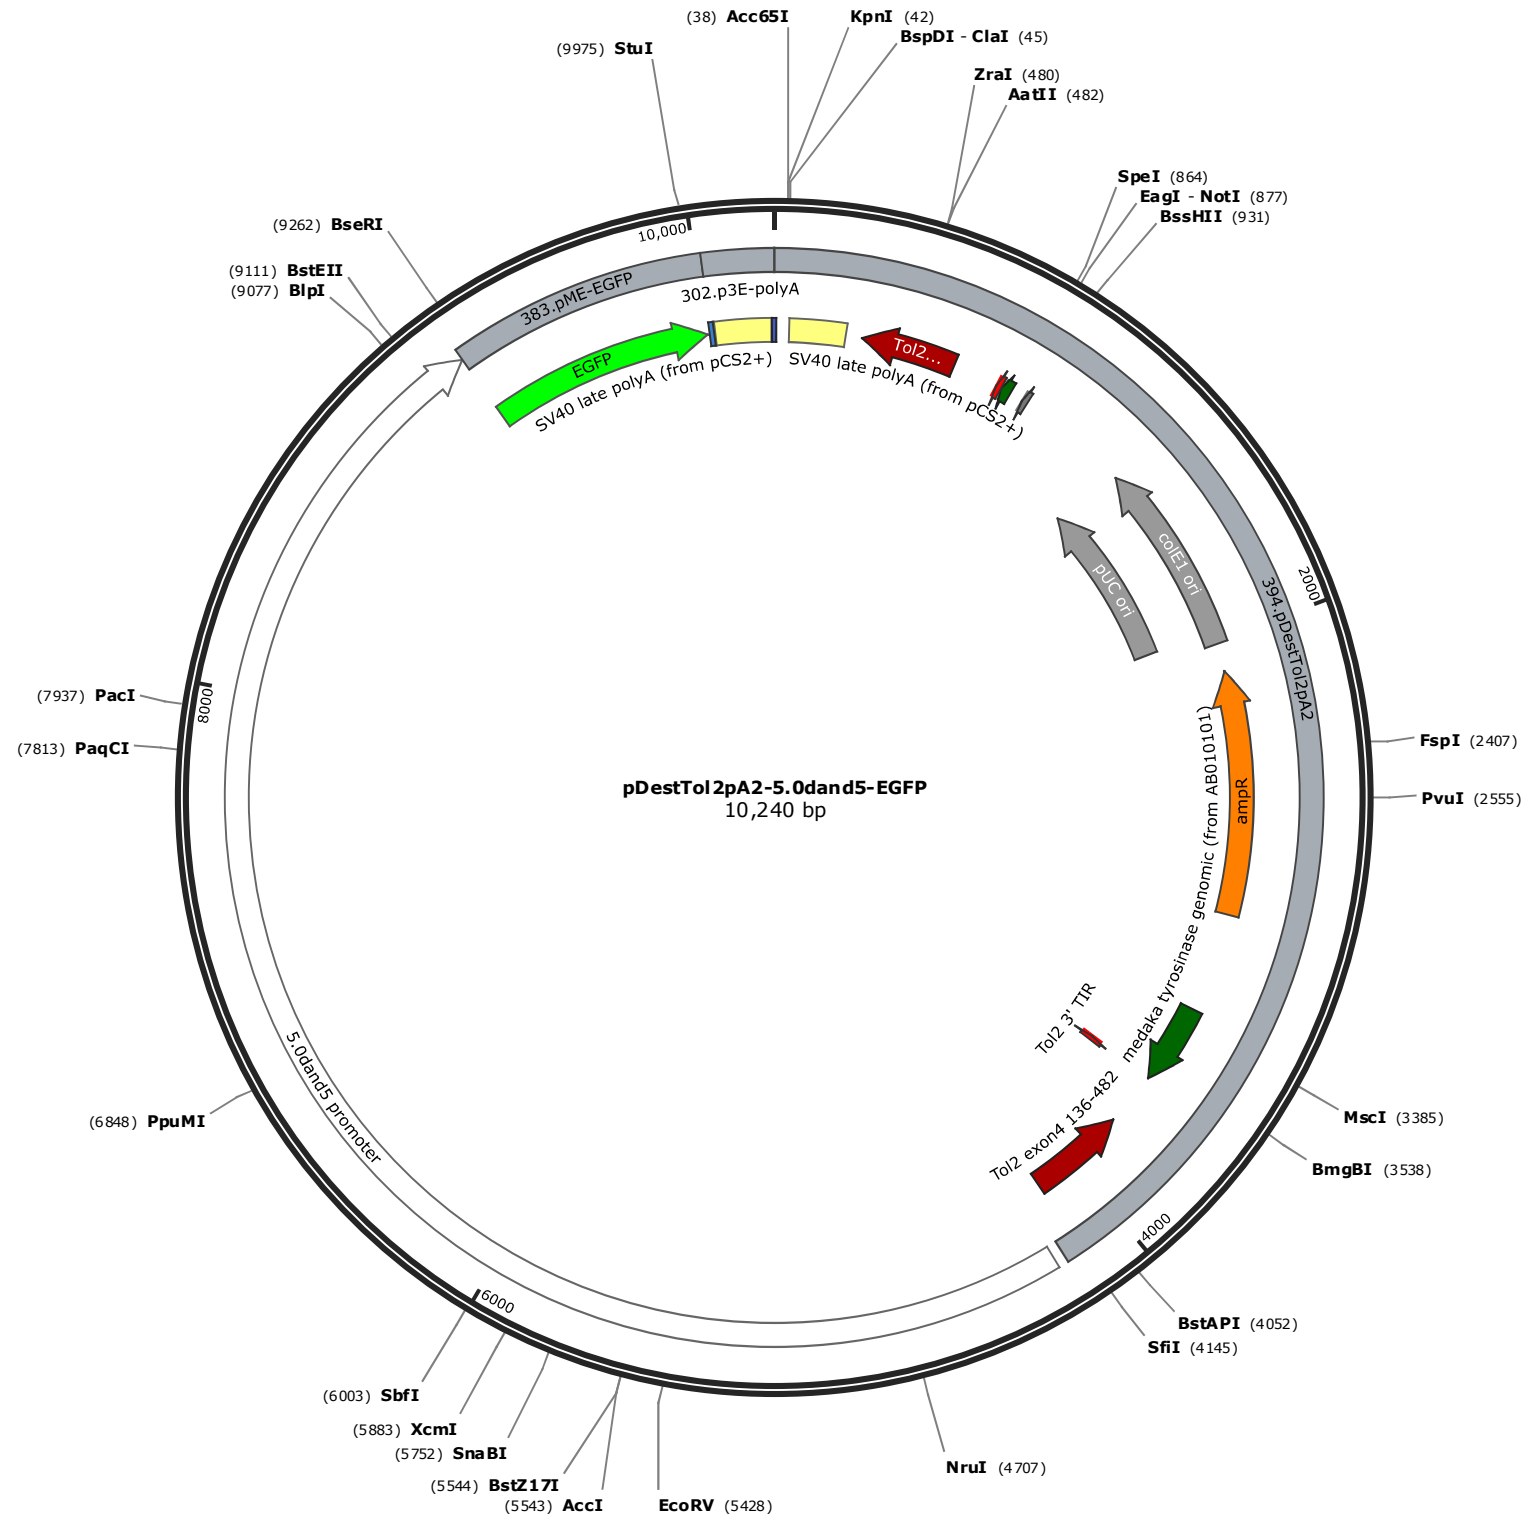 (38) Acc65I
KpnI (42)
BspDI - ClaI (45)
(9975) StuI
ZraI (480)
AatII (482)
SpeI (864)
EagI - NotI (877)
BssHII (931)
(9262) BseRI
(9111) BstEII
(9077) BlpI
10,000
383.pME-EGFP
302.p3E-polyA
EGFP
SV40 late polyA (from pCS2+)
SV40 late polyA (from pCS2+)
Tol2...
colE1 ori
pUC ori
2000
394.pDestTol2pA2
(7937) PacI
8000
(7813) PaqCI
FspI (2407)
PvuI (2555)
pDestTol2pA2-5.0dand5-EGFP
10,240 bp
ampR
medaka tyrosinase genomic (from AB010101)
Tol2 3' TIR
Tol2 exon4 136-482
5.0dand5 promoter
(6848) PpuMI
MscI (3385)
BmgBI (3538)
4000
6000
BstAPI (4052)
SfiI (4145)
(6003) SbfI
(5883) XcmI
(5752) SnaBI
(5544) BstZ17I
(5543) AccI
EcoRV (5428)
NruI (4707)